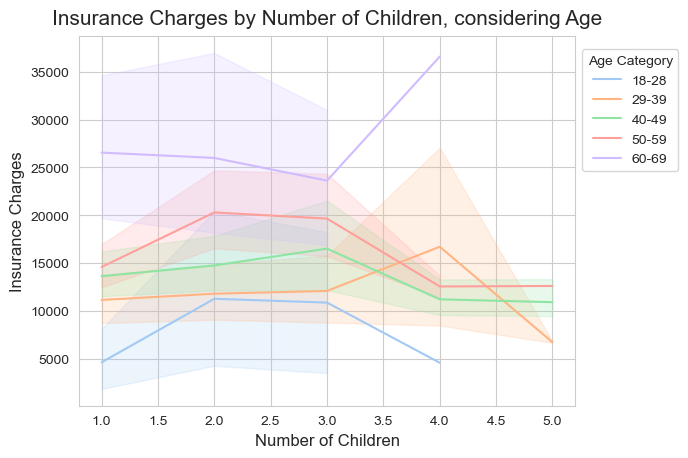 Insurance Charges by Number of Children, considering Age
Insurance Charges
35000
30000
25000
20000
15000
10000
5000
1.0 1.5 2.0 2.5 3.0 3.5 4.0 4.5 5.0
Number of Children
Age Category
18-28
29-39
40-49
50-59
60-69